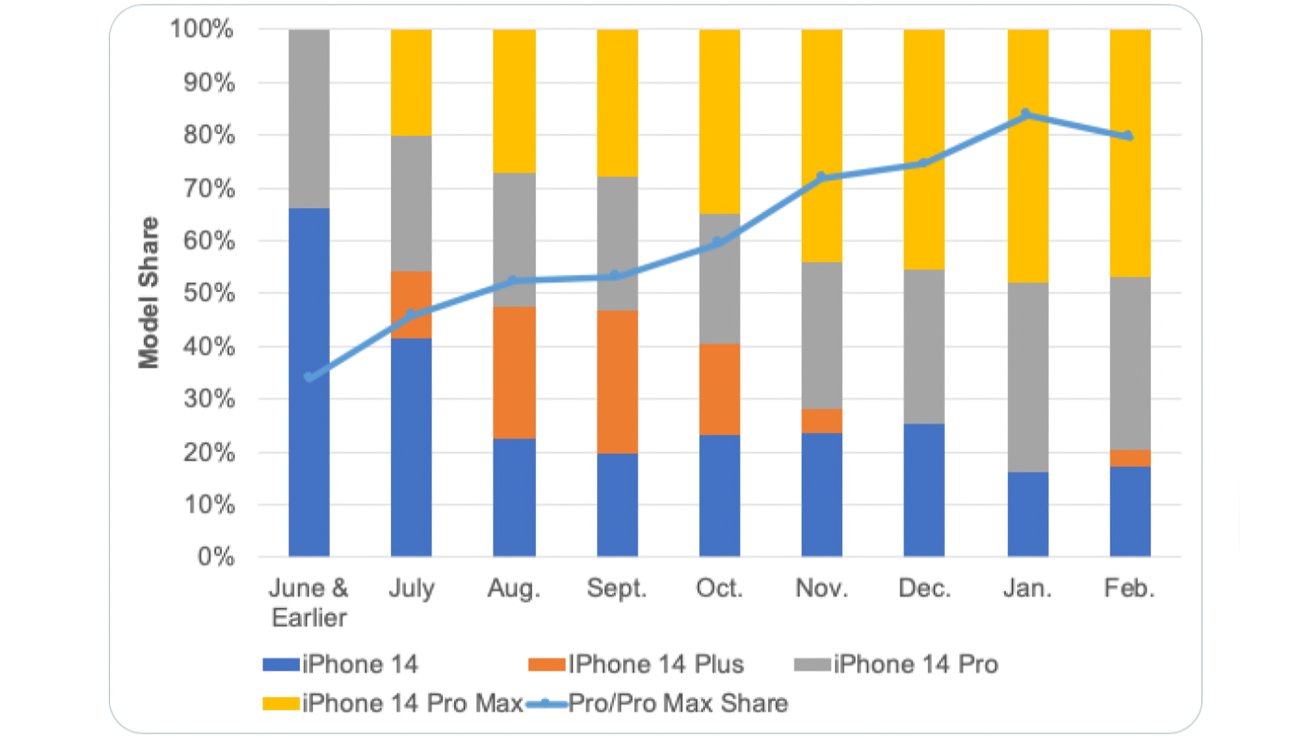 100%
90%
80%
70%
60%
50%
40%
30%
20%
10%
0%
Model Share
June & Earlier
July
Aug.
Sept.
Oct.
Nov.
Dec.
Jan.
Feb.
iPhone 14
IPhone 14 Plus
iPhone 14 Pro
iPhone 14 Pro Max
Pro/Pro Max Share